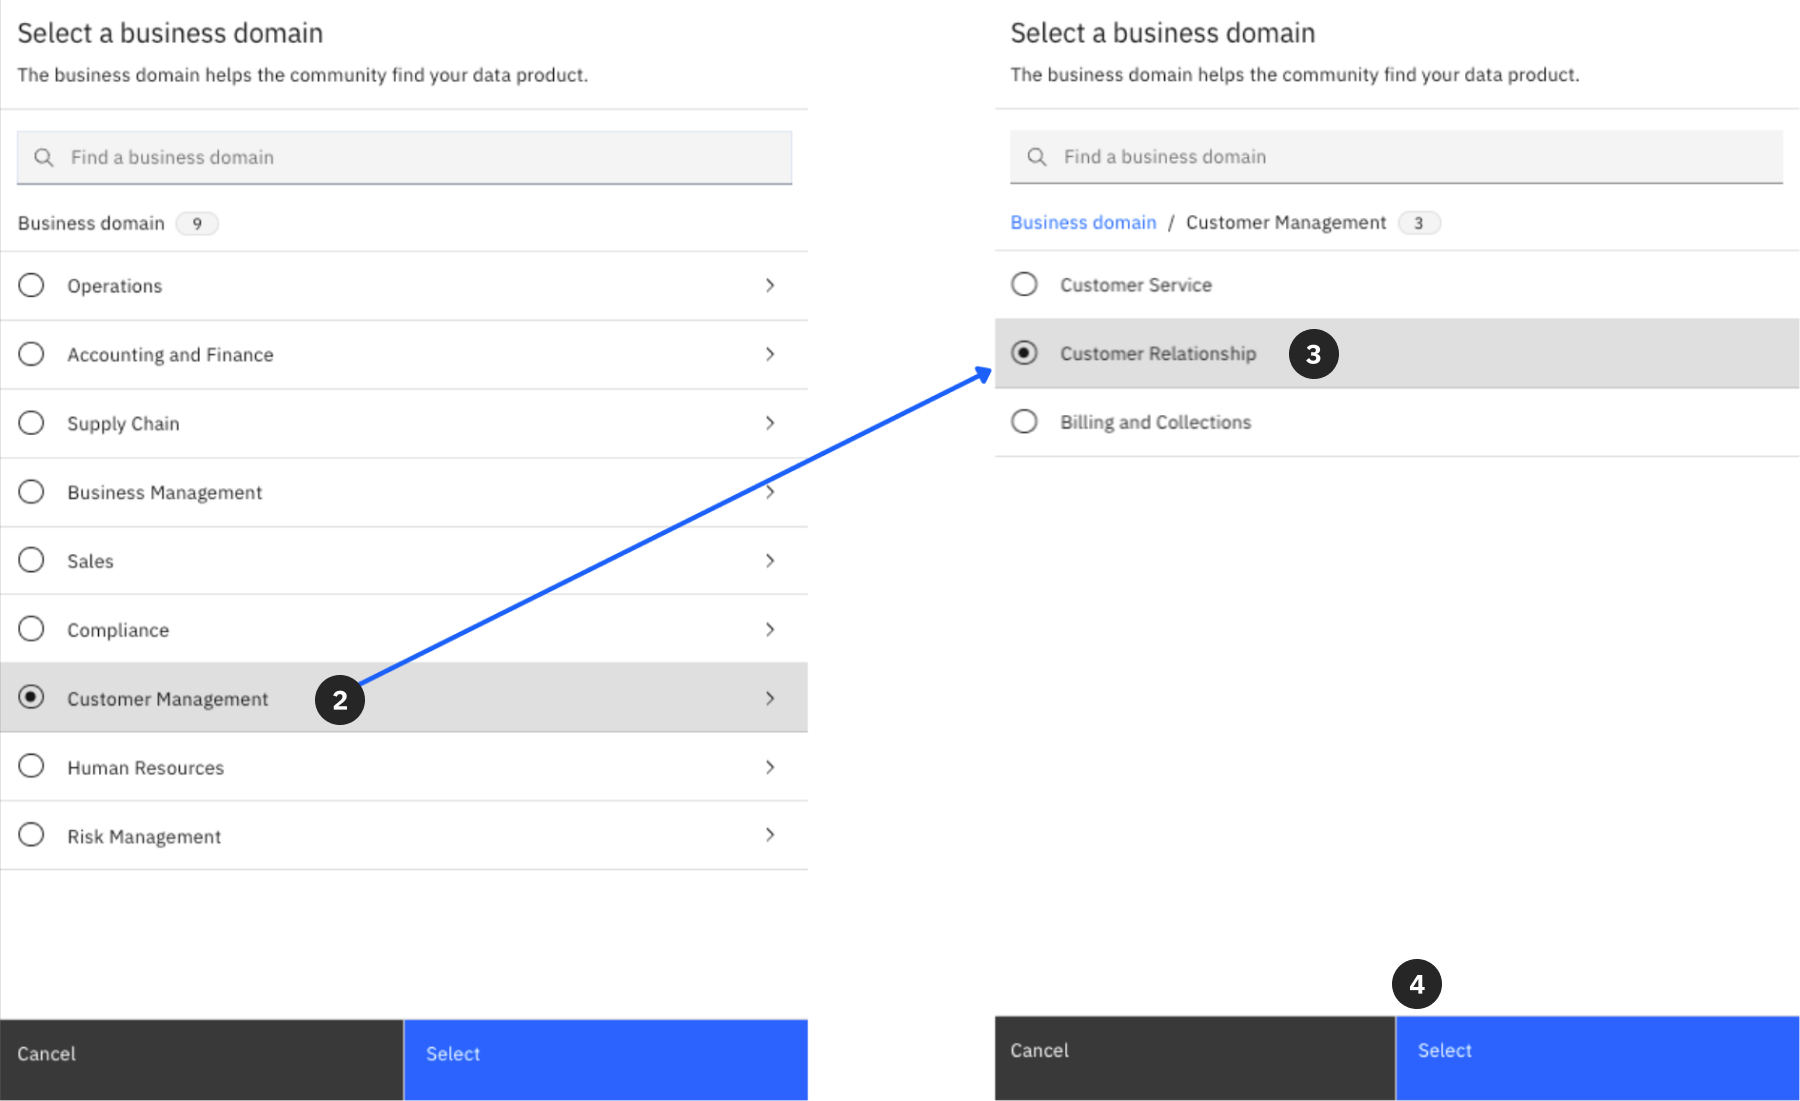 Select a business domain
The business domain helps the community find your data product.
Find a business domain
Business domain 9
Operations
Accounting and Finance
Supply Chain
Business Management
Sales
Compliance
Customer Management 2
Human Resources
Risk Management
Cancel Select
Select a business domain
The business domain helps the community find your data product.
Find a business domain
Business domain / Customer Management 3
Customer Service
Customer Relationship 3
Billing and Collections
4
Cancel Select